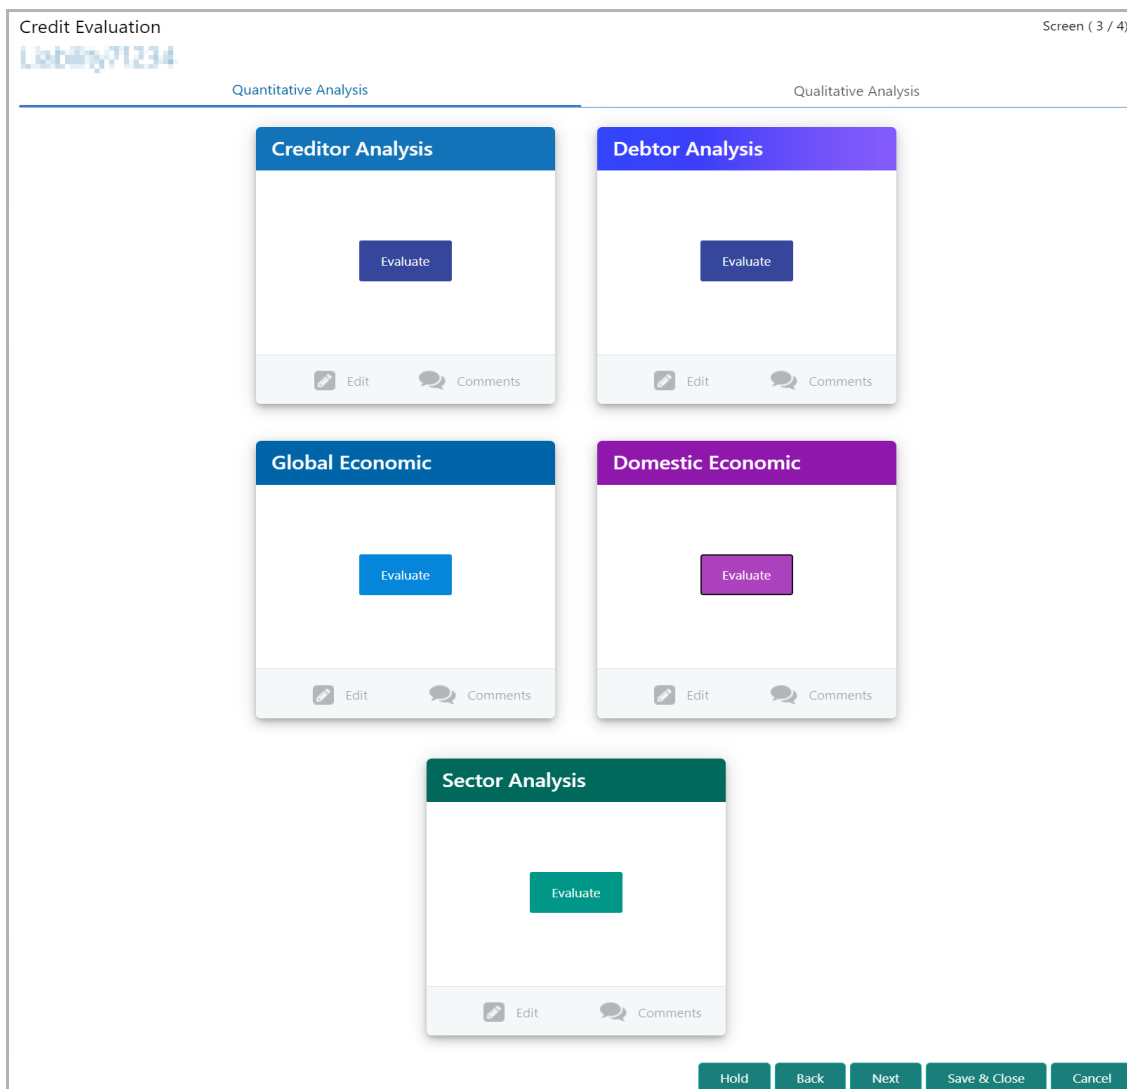 Credit Evaluation
Screen ( 3 / 4)
Quantitative Analysis
Qualitative Analysis
Creditor Analysis
Debtor Analysis
Evaluate
Evaluate
Edit
Comments
Edit
Comments
Global Economic
Domestic Economic
Evaluate
Evaluate
Edit
Comments
Edit
Comments
Sector Analysis
Evaluate
Edit
Comments
Hold
Back
Next
Save & Close
Cancel